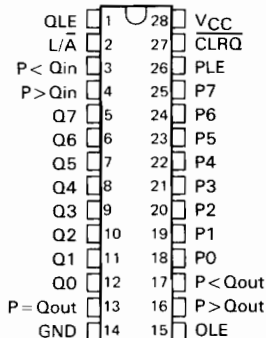 QLE 1 28 VCC
L/A̅ 2 27 C̅L̅R̅Q̅
P<Qin 3 26 PLE
P>Qin 4 25 P7
Q7 5 24 P6
Q6 6 23 P5
Q5 7 22 P4
Q4 8 21 P3
Q3 9 20 P2
Q2 10 19 P1
Q1 11 18 P0
Q0 12 17 P<Qout
P=Qout 13 16 P>Qout
GND 14 15 OLE